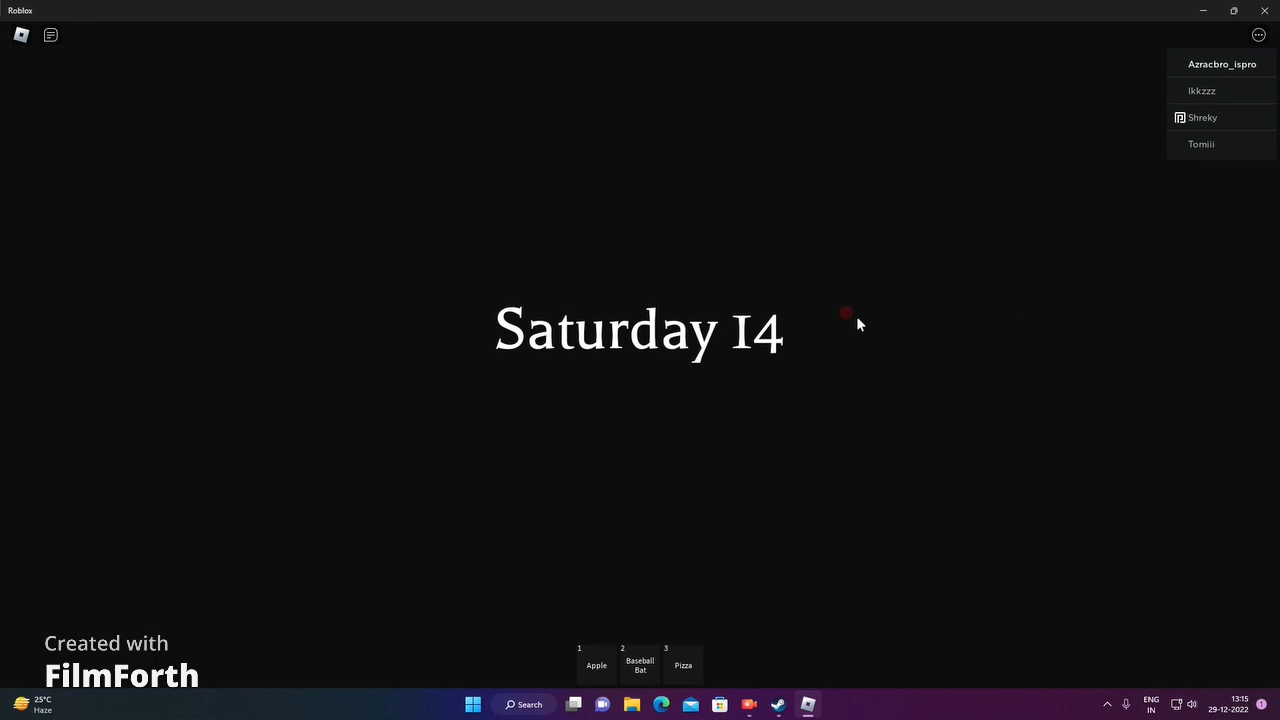 Roblox
Azracbro_ispro
Ikkzzz
Shreky
Tomiii
Saturday 14
Created with
FilmForth
1 2 3
Apple
Baseball
Bat
Pizza
25°C
Haze
Search
ENG
IN
13:15
29-12-2022
1